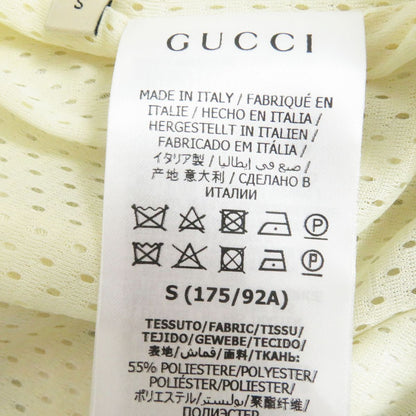 S
GUCCI
MADE IN ITALY / FABRIQUÉ EN
ITALIE / HECHO EN ITALIA /
HERGESTELLT IN ITALIEN /
FABRICADO EM ITÁLIA /
イタリア製 / صنع في إيطاليا /
产地 意大利 / СДЕЛАНО В
ИТАЛИИ
P
P
S (175/92A)
TESSUTO/FABRIC/TISSU/
TEJIDO/GEWEBE/TECIDO/
表地/قماش/面料/ТКАНЬ:
55% POLIESTERE/POLYESTER/
POLIÉSTER/POLIESTER/
ポリエステル/بوليستر/聚酯纤维/
ПОЛИЭСТЕР